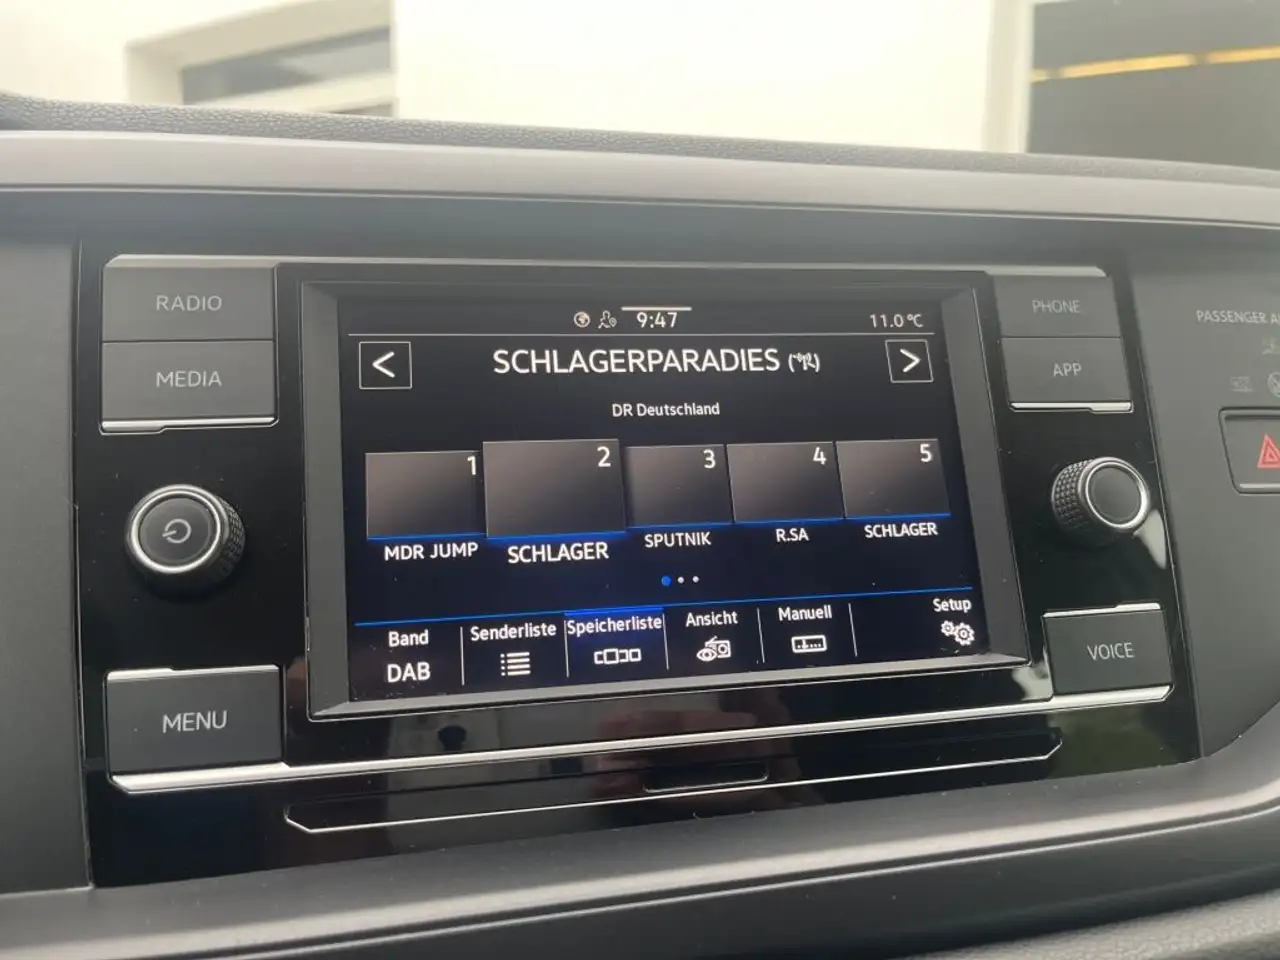 RADIO
MEDIA
MENU
9:47
11.0 °C
<
SCHLAGERPARADIES
>
DR Deutschland
1
2
3
4
5
MDR JUMP
SCHLAGER
SPUTNIK
R.SA
SCHLAGER
Band
DAB
Senderliste
Speicherliste
Ansicht
Manuell
Setup
PHONE
APP
VOICE
PASSENGER